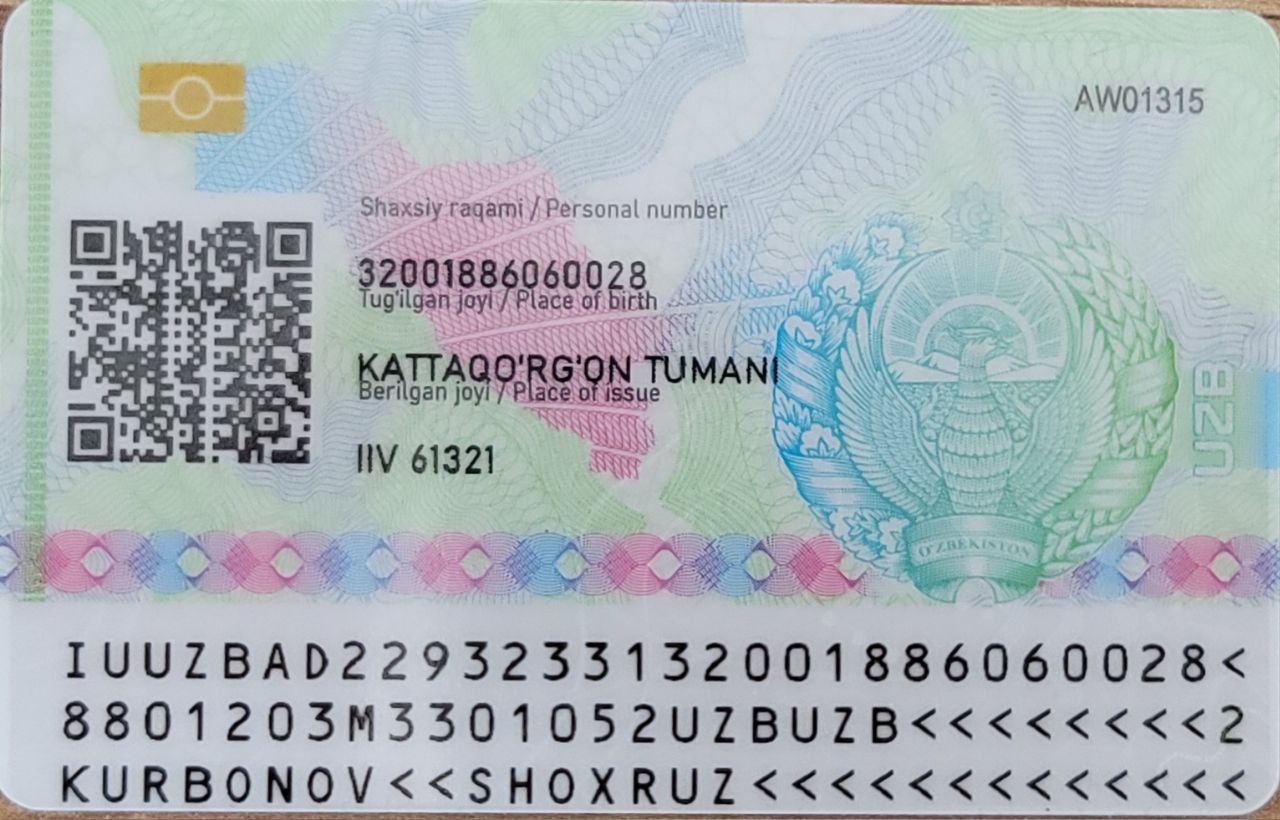 AW01315
Shaxsiy raqami / Personal number
32001886060028
Tug'ilgan joyi / Place of birth
KATTAQO'RG'ON TUMANI
Berilgan joyi / Place of issue
IIV 61321
UZB
O'ZBEKISTON
IUUZBAD2293233132001886060028<
8801203M3301052UZBUZB<<<<<<<<2
KURBONOV<<SHOXRUZ<<<<<<<<<<<<<